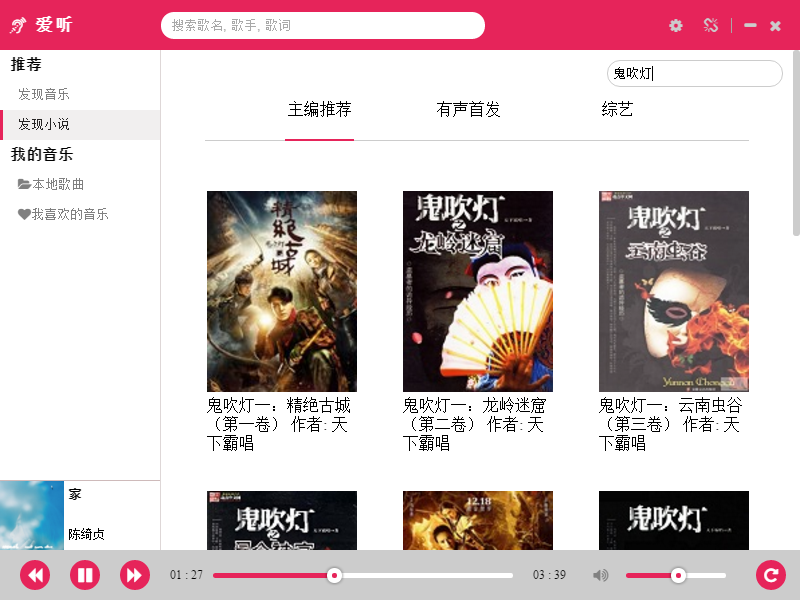 爱听
搜索歌名, 歌手, 歌词
推荐
发现音乐
发现小说
我的音乐
本地歌曲
我喜欢的音乐
鬼吹灯
主编推荐 有声首发 综艺
精绝古城
鬼吹灯
之
龙岭迷窟
鬼吹灯
之
云南虫谷
鬼吹灯一：精绝古城
（第一卷） 作者: 天
下霸唱
鬼吹灯一：龙岭迷窟
（第二卷） 作者: 天
下霸唱
鬼吹灯一：云南虫谷
（第三卷） 作者: 天
下霸唱
鬼吹灯
12.18
鬼吹灯
家
陈绮贞
01 : 27
03 : 39